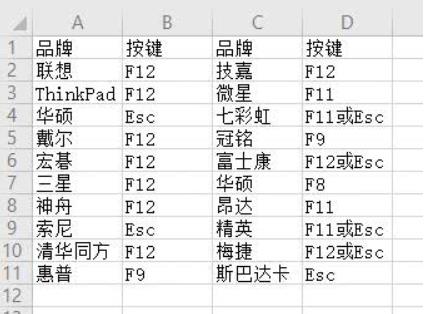 A B C D
1 品牌 按键 品牌 按键
2 联想 F12 技嘉 F12
3 ThinkPad F12 微星 F11
4 华硕 Esc 七彩虹 F11或Esc
5 戴尔 F12 冠铭 F9
6 宏碁 F12 富士康 F12或Esc
7 三星 F12 华硕 F8
8 神舟 F12 昂达 F11
9 索尼 Esc 精英 F11或Esc
10 清华同方 F12 梅捷 F12或Esc
11 惠普 F9 斯巴达卡 Esc
12